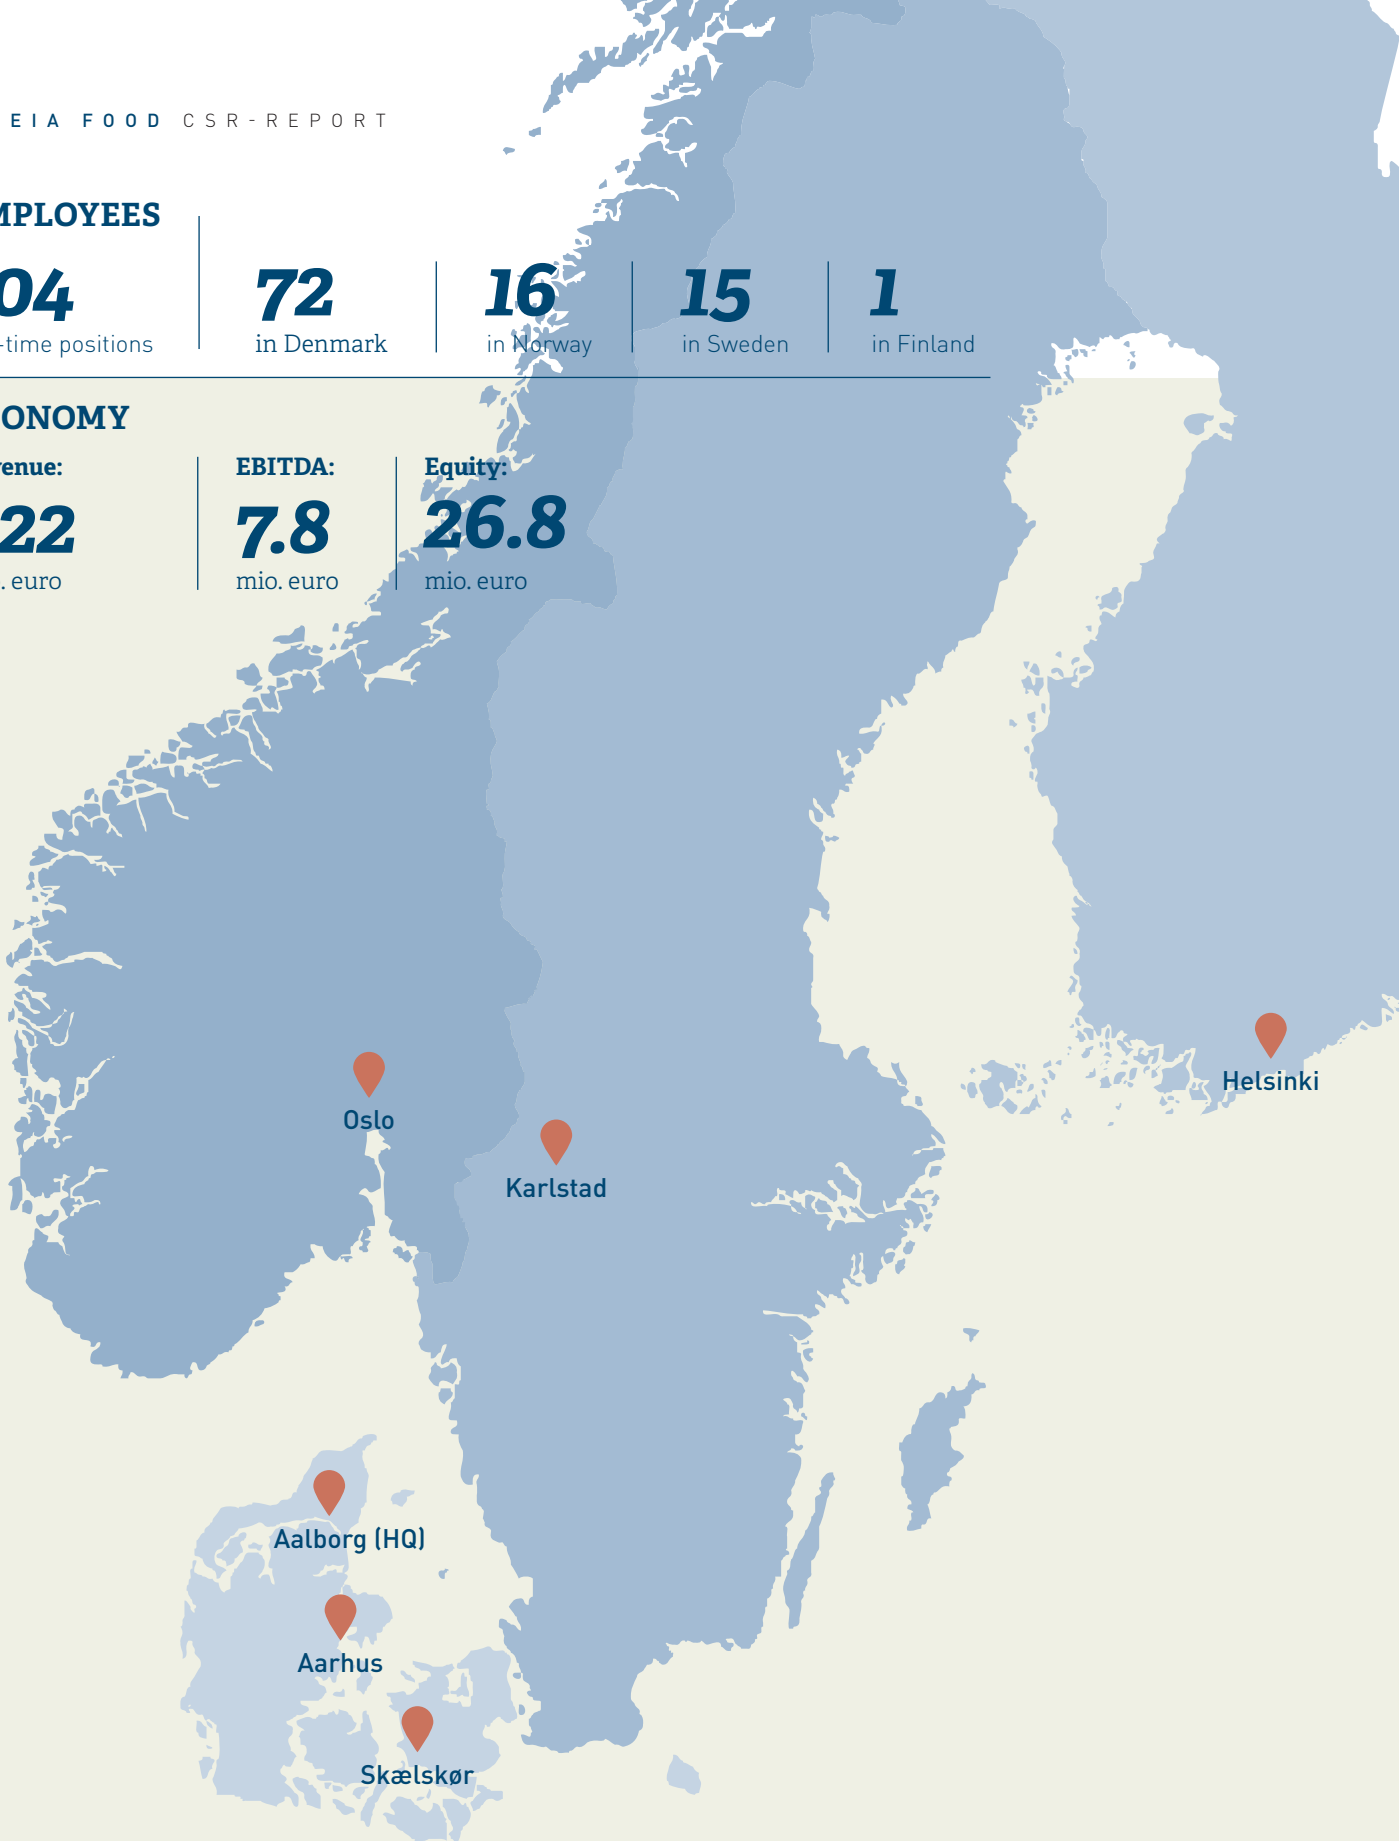 EIA FOOD CSR-REPORT
MPLOYEES
04
-time positions
72
in Denmark
16
in Norway
15
in Sweden
1
in Finland
ONOMY
enue:
22
. euro
EBITDA:
7.8
mio. euro
Equity:
26.8
mio. euro
Helsinki
Oslo
Karlstad
Aalborg (HQ)
Aarhus
Skælskør